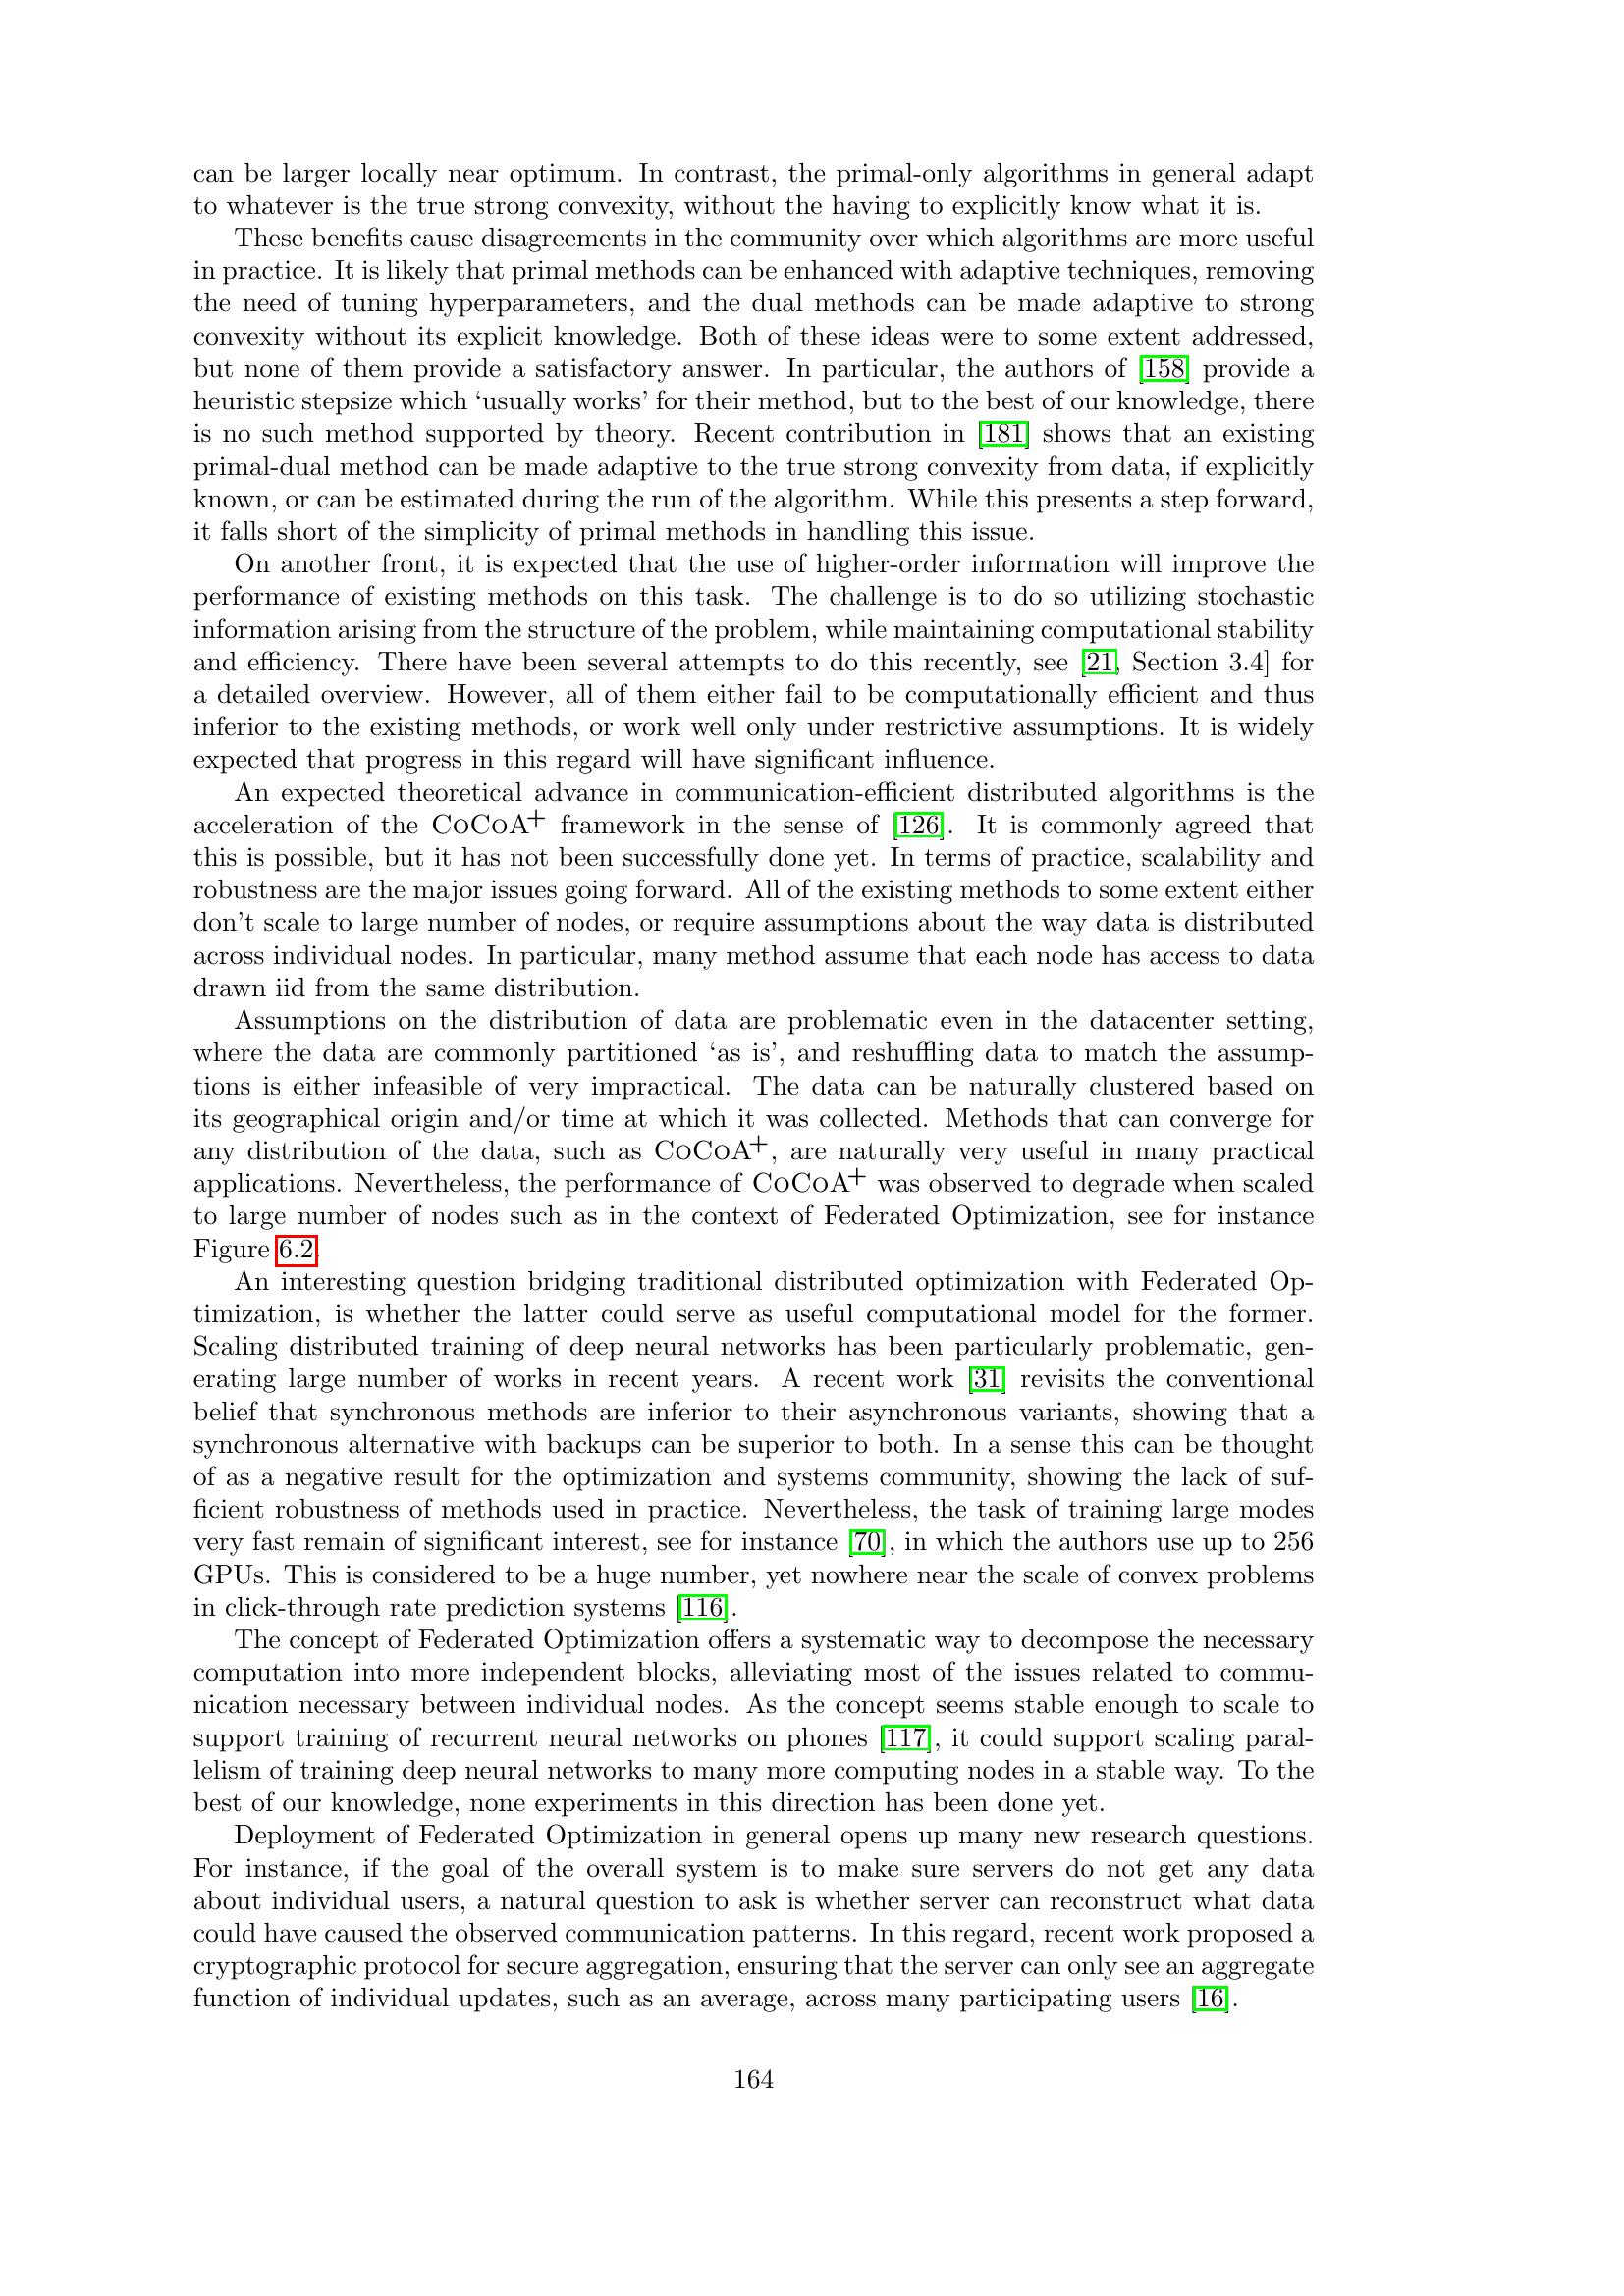 can be larger locally near optimum. In contrast, the primal-only algorithms in general adapt
to whatever is the true strong convexity, without the having to explicitly know what it is.
These benefits cause disagreements in the community over which algorithms are more useful
in practice. It is likely that primal methods can be enhanced with adaptive techniques, removing
the need of tuning hyperparameters, and the dual methods can be made adaptive to strong
convexity without its explicit knowledge. Both of these ideas were to some extent addressed,
but none of them provide a satisfactory answer. In particular, the authors of [158] provide a
heuristic stepsize which ‘usually works’ for their method, but to the best of our knowledge, there
is no such method supported by theory. Recent contribution in [181] shows that an existing
primal-dual method can be made adaptive to the true strong convexity from data, if explicitly
known, or can be estimated during the run of the algorithm. While this presents a step forward,
it falls short of the simplicity of primal methods in handling this issue.
On another front, it is expected that the use of higher-order information will improve the
performance of existing methods on this task. The challenge is to do so utilizing stochastic
information arising from the structure of the problem, while maintaining computational stability
and efficiency. There have been several attempts to do this recently, see [21, Section 3.4] for
a detailed overview. However, all of them either fail to be computationally efficient and thus
inferior to the existing methods, or work well only under restrictive assumptions. It is widely
expected that progress in this regard will have significant influence.
An expected theoretical advance in communication-efficient distributed algorithms is the
acceleration of the CoCoA+ framework in the sense of [126]. It is commonly agreed that
this is possible, but it has not been successfully done yet. In terms of practice, scalability and
robustness are the major issues going forward. All of the existing methods to some extent either
don't scale to large number of nodes, or require assumptions about the way data is distributed
across individual nodes. In particular, many method assume that each node has access to data
drawn iid from the same distribution.
Assumptions on the distribution of data are problematic even in the datacenter setting,
where the data are commonly partitioned ‘as is’, and reshuffling data to match the assump-
tions is either infeasible of very impractical. The data can be naturally clustered based on
its geographical origin and/or time at which it was collected. Methods that can converge for
any distribution of the data, such as CoCoA+, are naturally very useful in many practical
applications. Nevertheless, the performance of CoCoA+ was observed to degrade when scaled
to large number of nodes such as in the context of Federated Optimization, see for instance
Figure 6.2.
An interesting question bridging traditional distributed optimization with Federated Op-
timization, is whether the latter could serve as useful computational model for the former.
Scaling distributed training of deep neural networks has been particularly problematic, gen-
erating large number of works in recent years. A recent work [31] revisits the conventional
belief that synchronous methods are inferior to their asynchronous variants, showing that a
synchronous alternative with backups can be superior to both. In a sense this can be thought
of as a negative result for the optimization and systems community, showing the lack of suf-
ficient robustness of methods used in practice. Nevertheless, the task of training large modes
very fast remain of significant interest, see for instance [70], in which the authors use up to 256
GPUs. This is considered to be a huge number, yet nowhere near the scale of convex problems
in click-through rate prediction systems [116].
The concept of Federated Optimization offers a systematic way to decompose the necessary
computation into more independent blocks, alleviating most of the issues related to commu-
nication necessary between individual nodes. As the concept seems stable enough to scale to
support training of recurrent neural networks on phones [117], it could support scaling paral-
lelism of training deep neural networks to many more computing nodes in a stable way. To the
best of our knowledge, none experiments in this direction has been done yet.
Deployment of Federated Optimization in general opens up many new research questions.
For instance, if the goal of the overall system is to make sure servers do not get any data
about individual users, a natural question to ask is whether server can reconstruct what data
could have caused the observed communication patterns. In this regard, recent work proposed a
cryptographic protocol for secure aggregation, ensuring that the server can only see an aggregate
function of individual updates, such as an average, across many participating users [16].
164